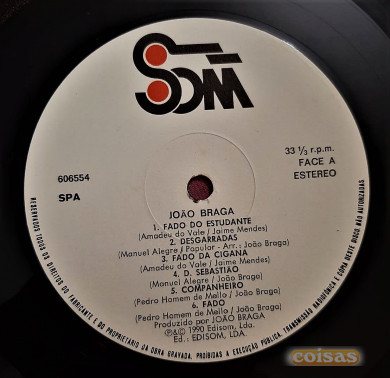 SOM
606554
SPA
33 ⅓ r.p.m.
FACE A
ESTEREO
JOÃO BRAGA
1. FADO DO ESTUDANTE
(Amadeu do Vale / Jaime Mendes)
2. DESGARRADAS
(Manuel Alegre / Popular - Arr.: João Braga)
3. FADO DA CIGANA
(Amadeu do Vale / Jaime Mendes)
4. D. SEBASTIÃO
(Manuel Alegre / João Braga)
5. COMPANHEIRO
(Pedro Homem de Mello / João Braga)
6. FADO
(Pedro Homem de Mello / João Braga)
Produzido por JOÃO BRAGA
℗&© 1990 Edisom, Lda.
Ed.: EDISOM, LDA.
RESERVADOS TODOS OS DIREITOS DO FABRICANTE E DO PROPRIETÁRIO DA OBRA GRAVADA. PROIBIDAS A EXECUÇÃO PÚBLICA, TRANSMISSÃO RADIOFÓNICA E CÓPIA DESTE DISCO NÃO AUTORIZADAS
coisas